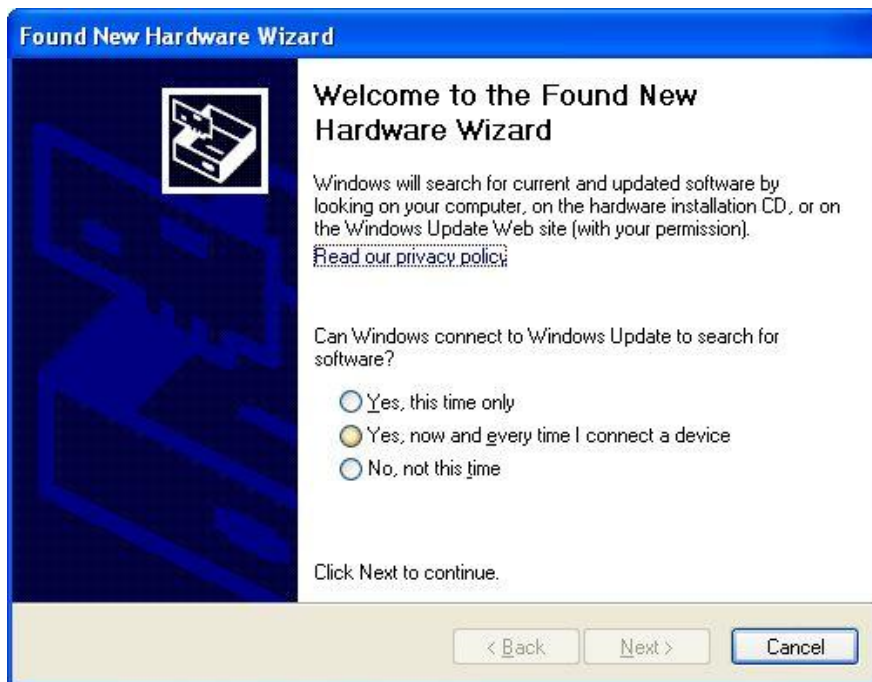 Found New Hardware Wizard
Welcome to the Found New
Hardware Wizard
Windows will search for current and updated software by
looking on your computer, on the hardware installation CD, or on
the Windows Update Web site (with your permission).
Read our privacy policy
Can Windows connect to Windows Update to search for
software?
Yes, this time only
Yes, now and every time I connect a device
No, not this time
Click Next to continue.
< Back Next > Cancel